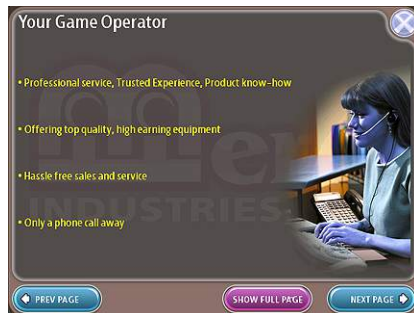 Your Game Operator
• Professional service, Trusted Experience, Product know-how
• Offering top quality, high earning equipment
• Hassle free sales and service
• Only a phone call away
INDUSTRIES
PREV PAGE
SHOW FULL PAGE
NEXT PAGE